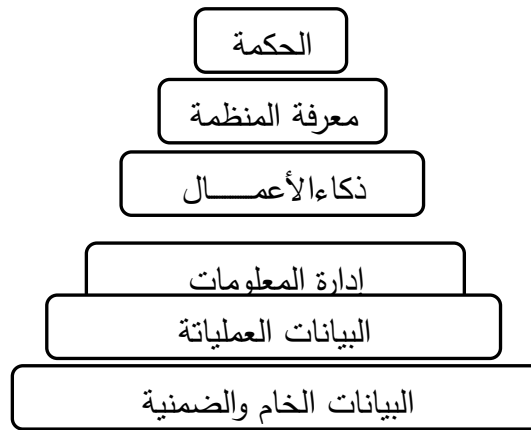 الحكمة
معرفة المنظمة
ذكاءالأعمـــــال
إدارة المعلومات
البيانات العملياتة
البيانات الخام والضمنية